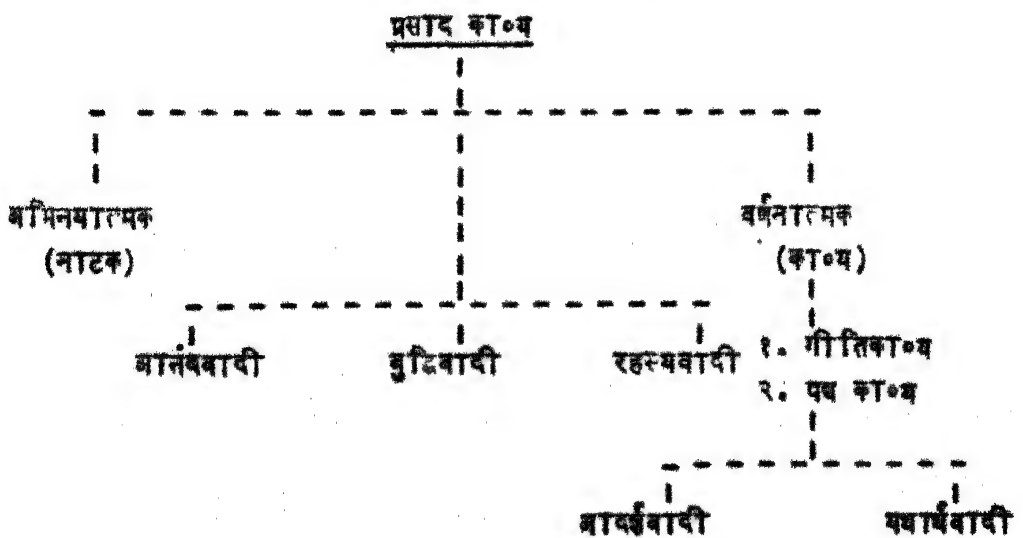 प्रसाद काव्य
अभिनयात्मक
(नाटक)
वर्णनात्मक
(काव्य)
आनंदवादी
बुद्धिवादी
रहस्यवादी
१. गीतिकाव्य
२. पद्य काव्य
आदर्शवादी
यथार्थवादी